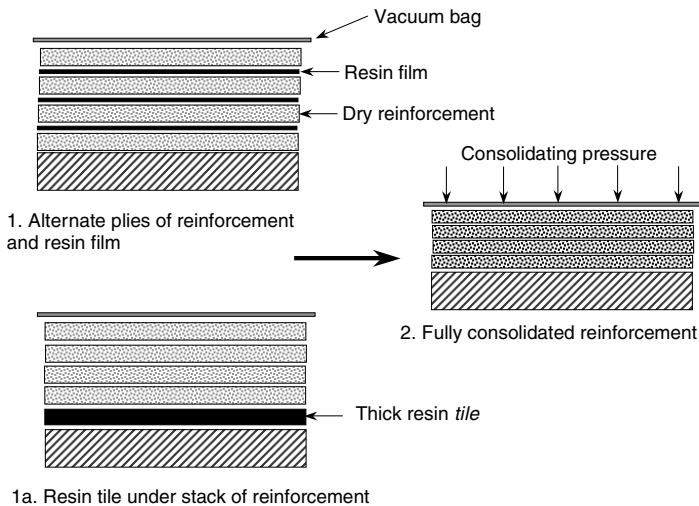 Vacuum bag
Resin film
Dry reinforcement
1. Alternate plies of reinforcement
and resin film
Consolidating pressure
2. Fully consolidated reinforcement
Thick resin tile
1a. Resin tile under stack of reinforcement